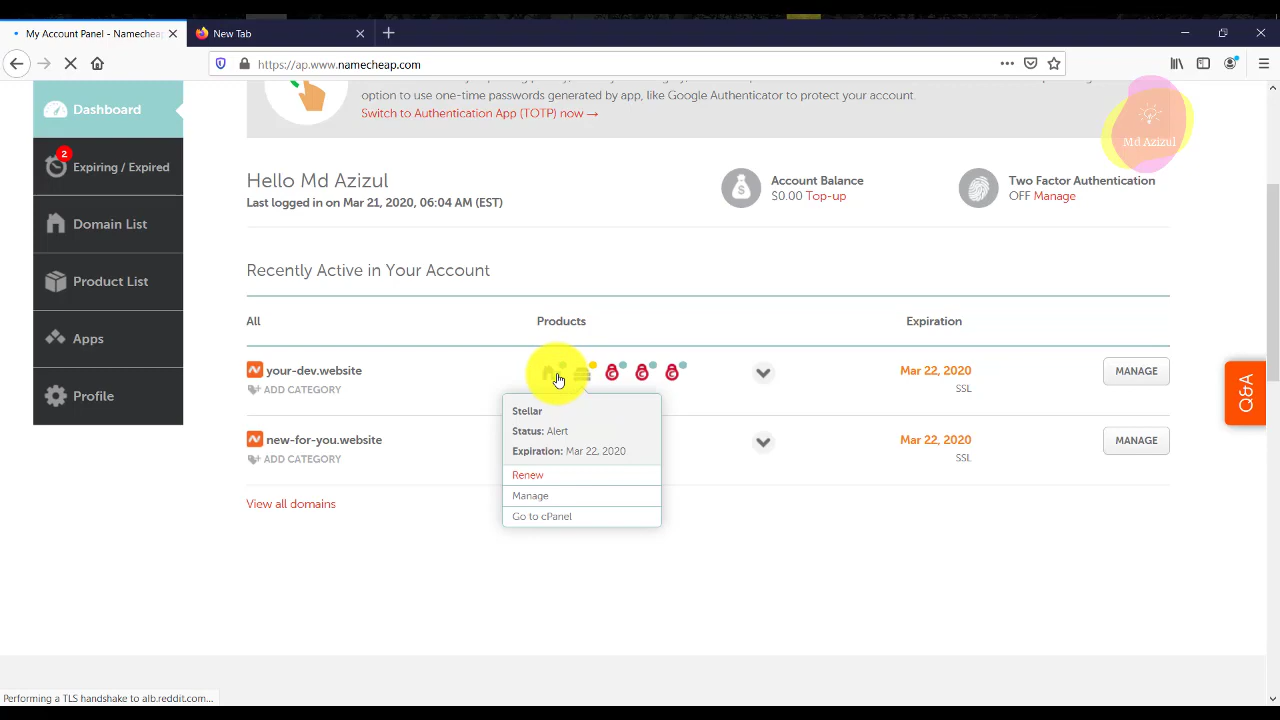 My Account Panel - Namecheap
New Tab
https://ap.www.namecheap.com
option to use one-time passwords generated by app, like Google Authenticator to protect your account.
Switch to Authentication App (TOTP) now →
Md Azizul
Dashboard
2
Expiring / Expired
Domain List
Product List
Apps
Profile
Hello Md Azizul
Last logged in on Mar 21, 2020, 06:04 AM (EST)
Account Balance
$0.00 Top-up
Two Factor Authentication
OFF Manage
Recently Active in Your Account
All Products Expiration
your-dev.website
ADD CATEGORY
Mar 22, 2020
SSL
MANAGE
Stellar
Status: Alert
Expiration: Mar 22, 2020
Renew
Manage
Go to cPanel
new-for-you.website
ADD CATEGORY
Mar 22, 2020
SSL
MANAGE
View all domains
Q&A
Performing a TLS handshake to alb.reddit.com...